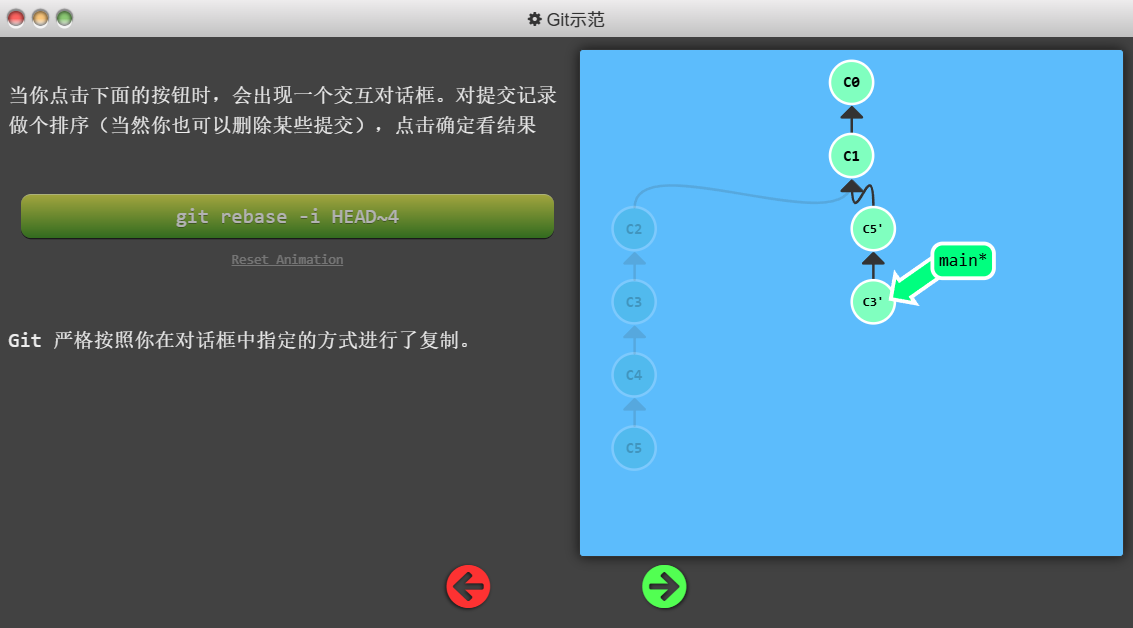 Git示范
当你点击下面的按钮时，会出现一个交互对话框。对提交记录
做个排序（当然你也可以删除某些提交），点击确定看结果
git rebase -i HEAD~4
Reset Animation
Git 严格按照你在对话框中指定的方式进行了复制。
C0
C1
C2
C5'
main*
C3
C3'
C4
C5